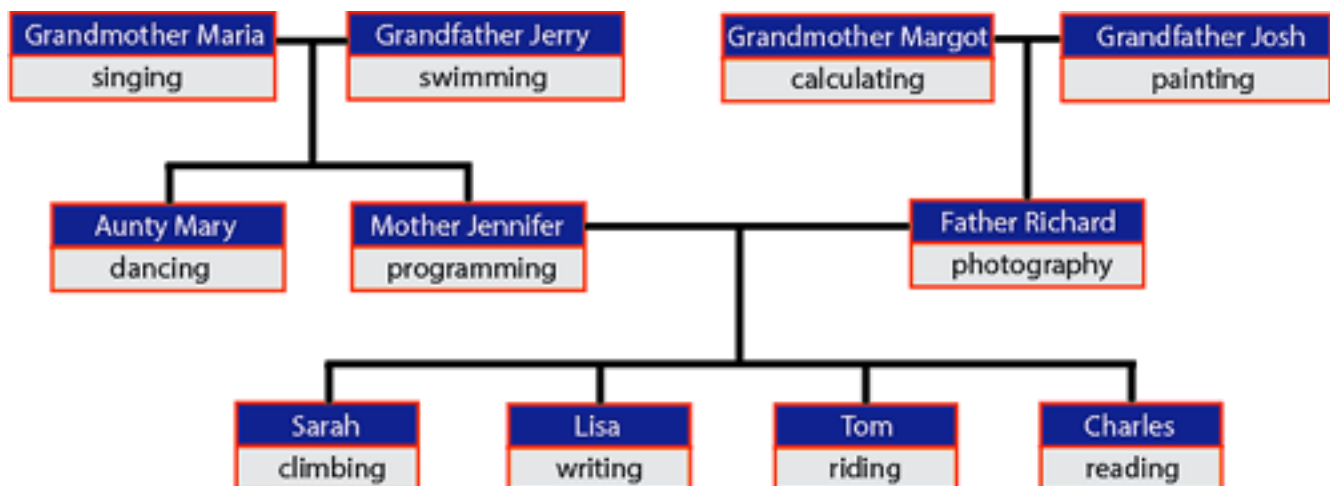 Grandmother Maria
singing
Grandfather Jerry
swimming
Grandmother Margot
calculating
Grandfather Josh
painting
Aunty Mary
dancing
Mother Jennifer
programming
Father Richard
photography
Sarah
climbing
Lisa
writing
Tom
riding
Charles
reading